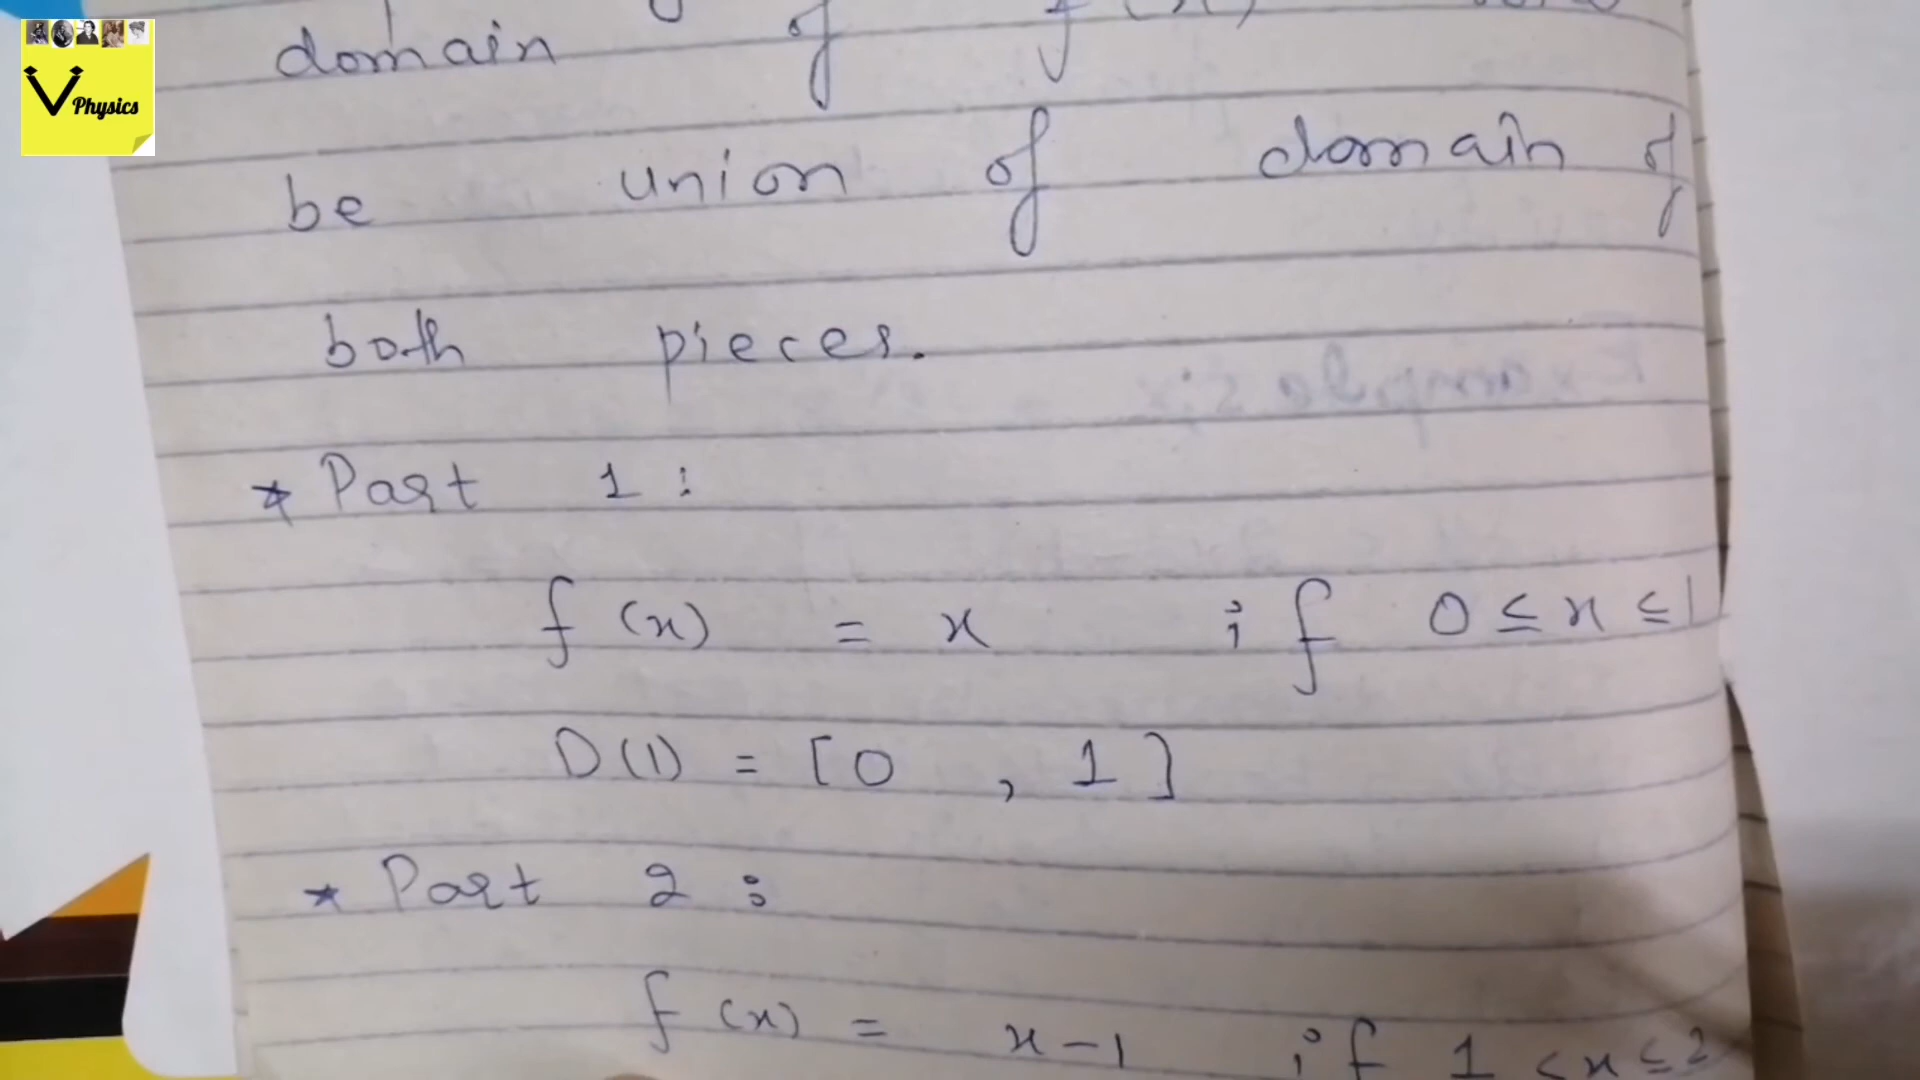 V Physics
domain of f(x)
be union of domain of
both pieces.
* Part 1 :
f (x) = x if 0 ≤ x ≤ 1
D(1) = [0 , 1]
* Part 2 :
f (x) = x - 1 if 1 < x ≤ 2